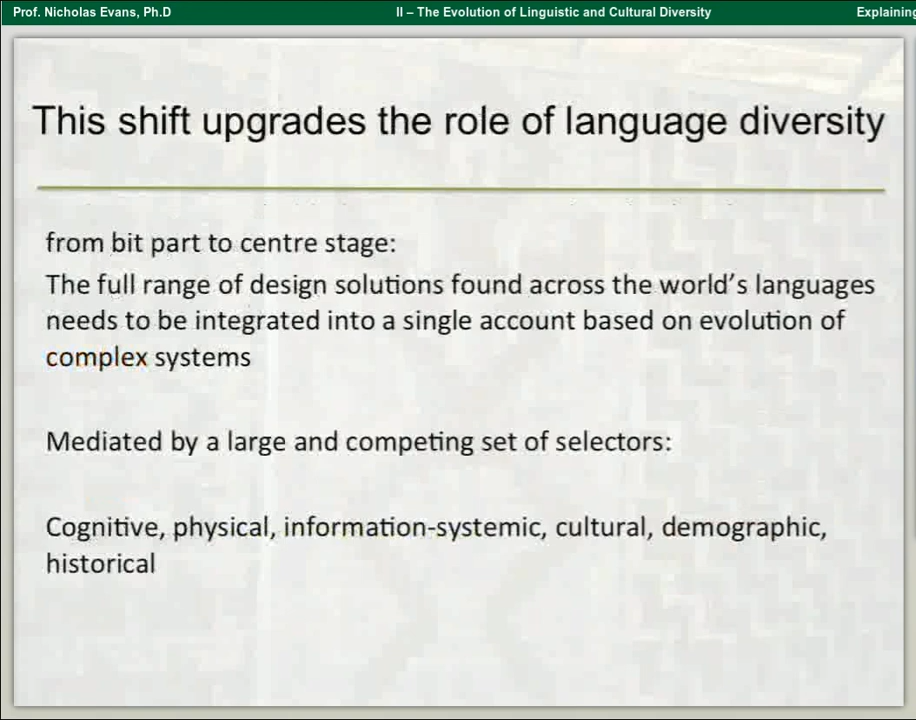 Prof. Nicholas Evans, Ph.D
II – The Evolution of Linguistic and Cultural Diversity
Explaining
This shift upgrades the role of language diversity
from bit part to centre stage:
The full range of design solutions found across the world’s languages
needs to be integrated into a single account based on evolution of
complex systems
Mediated by a large and competing set of selectors:
Cognitive, physical, information-systemic, cultural, demographic,
historical